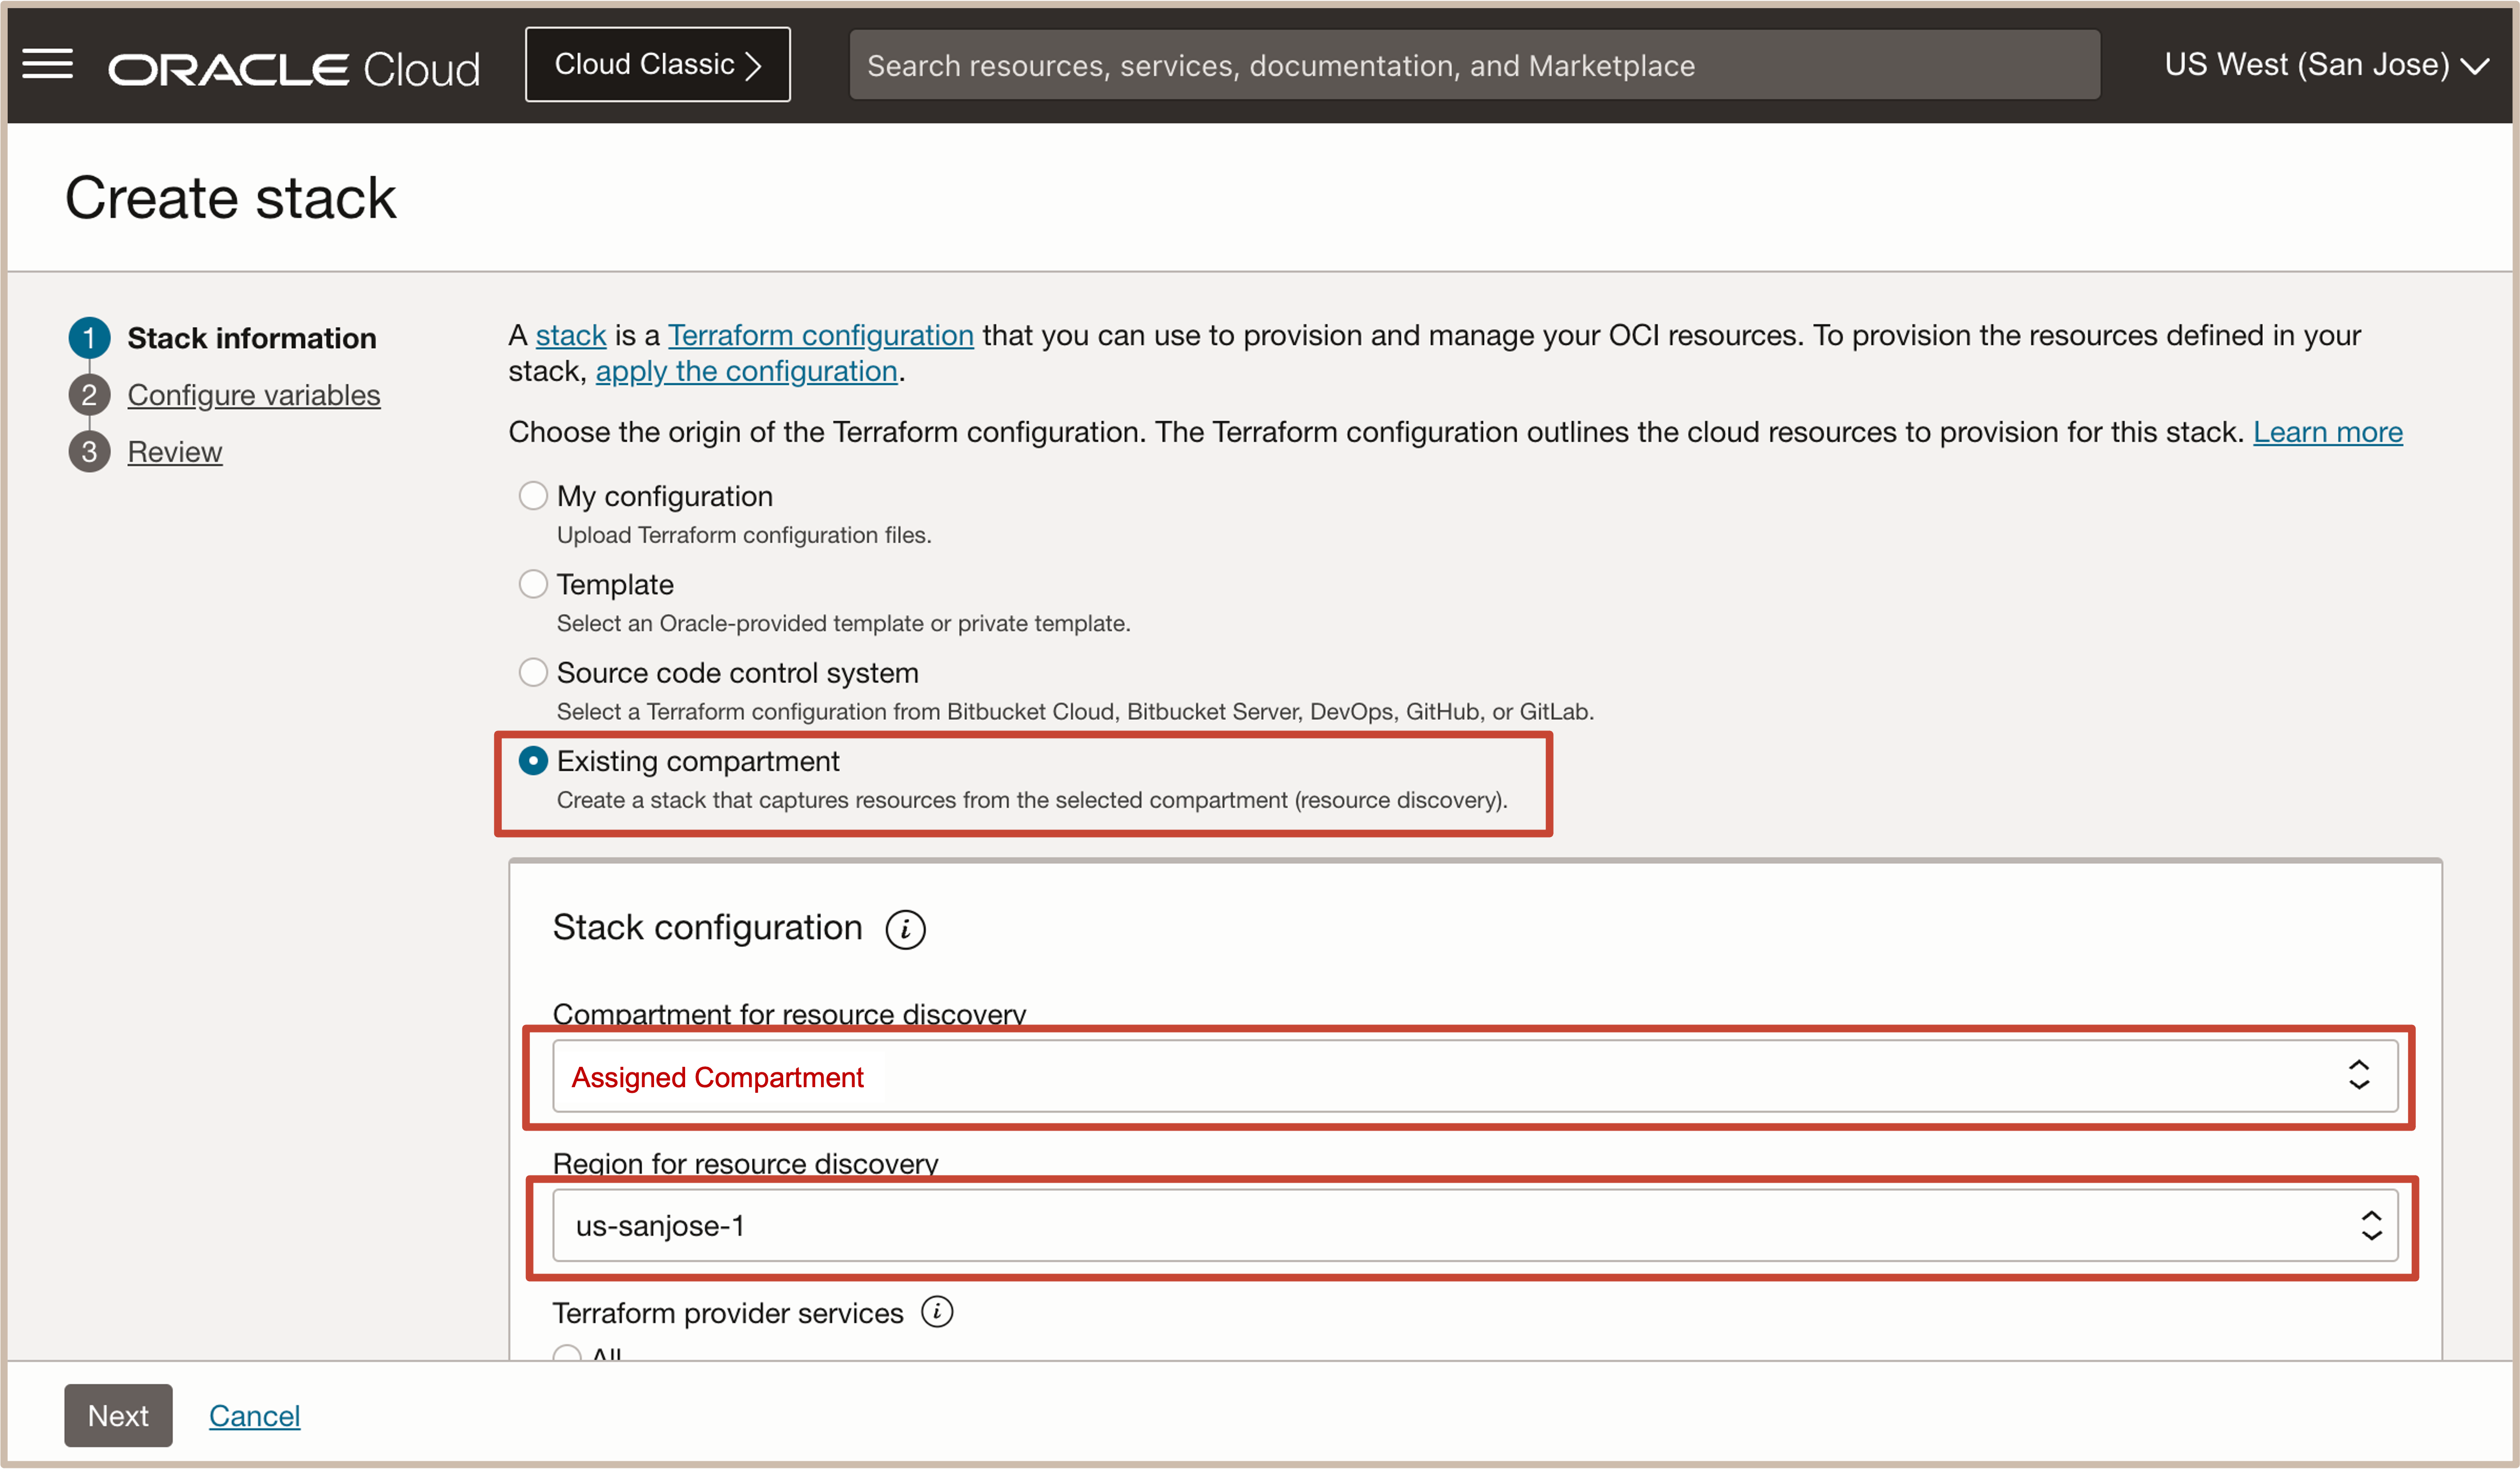 ORACLE Cloud
Cloud Classic
Search resources, services, documentation, and Marketplace
US West (San Jose)
Create stack
1 Stack information
2 Configure variables
3 Review
A stack is a Terraform configuration that you can use to provision and manage your OCI resources. To provision the resources defined in your
stack, apply the configuration.
Choose the origin of the Terraform configuration. The Terraform configuration outlines the cloud resources to provision for this stack. Learn more
My configuration
Upload Terraform configuration files.
Template
Select an Oracle-provided template or private template.
Source code control system
Select a Terraform configuration from Bitbucket Cloud, Bitbucket Server, DevOps, GitHub, or GitLab.
Existing compartment
Create a stack that captures resources from the selected compartment (resource discovery).
Stack configuration i
Compartment for resource discovery
Assigned Compartment
Region for resource discovery
us-sanjose-1
Terraform provider services i
All
Next
Cancel